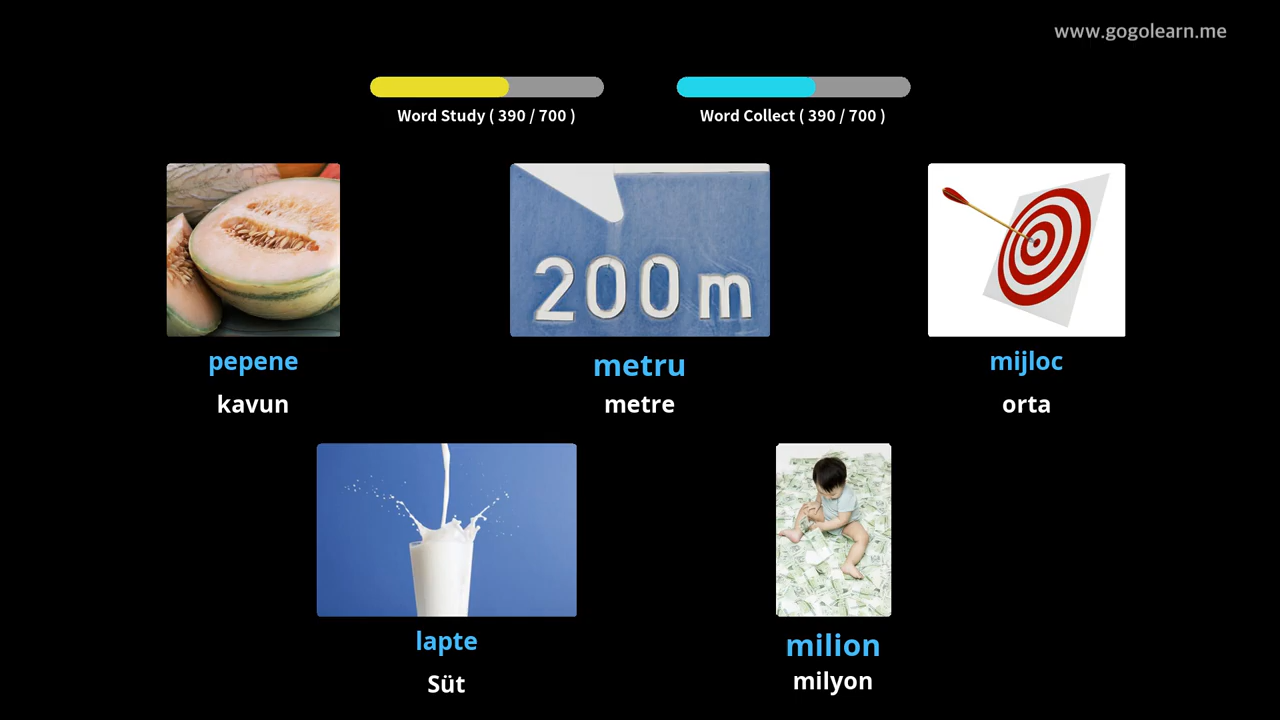 www.gogolearn.me
Word Study ( 390 / 700 )
Word Collect ( 390 / 700 )
200 m
pepene
metru
mijloc
kavun
metre
orta
lapte
milion
Süt
milyon